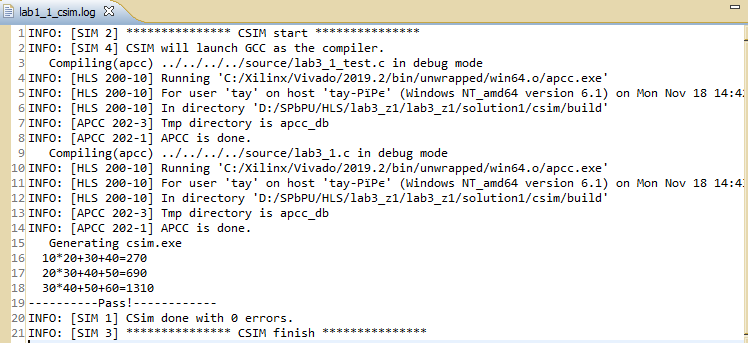 lab1_1_csim.log
1 INFO: [SIM 2] *************** CSIM start ***************
2 INFO: [SIM 4] CSIM will launch GCC as the compiler.
3    Compiling(apcc) ../../../../source/lab3_1_test.c in debug mode
4 INFO: [HLS 200-10] Running 'C:/Xilinx/Vivado/2019.2/bin/unwrapped/win64.o/apcc.exe'
5 INFO: [HLS 200-10] For user 'tay' on host 'tay-PïPє' (Windows NT_amd64 version 6.1) on Mon Nov 18 14:4
6 INFO: [HLS 200-10] In directory 'D:/SPbPU/HLS/lab3_z1/lab3_z1/solution1/csim/build'
7 INFO: [APCC 202-3] Tmp directory is apcc_db
8 INFO: [APCC 202-1] APCC is done.
9    Compiling(apcc) ../../../../source/lab3_1.c in debug mode
10 INFO: [HLS 200-10] Running 'C:/Xilinx/Vivado/2019.2/bin/unwrapped/win64.o/apcc.exe'
11 INFO: [HLS 200-10] For user 'tay' on host 'tay-PïPє' (Windows NT_amd64 version 6.1) on Mon Nov 18 14:4
12 INFO: [HLS 200-10] In directory 'D:/SPbPU/HLS/lab3_z1/lab3_z1/solution1/csim/build'
13 INFO: [APCC 202-3] Tmp directory is apcc_db
14 INFO: [APCC 202-1] APCC is done.
15    Generating csim.exe
16   10*20+30+40=270
17   20*30+40+50=690
18   30*40+50+60=1310
19 ----------Pass!------------
20 INFO: [SIM 1] CSim done with 0 errors.
21 INFO: [SIM 3] *************** CSIM finish ***************